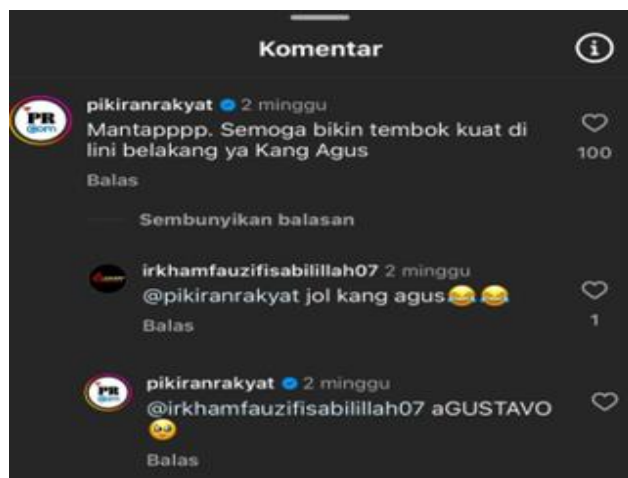 Komentar
pikiranrakyat 2 minggu
Mantapppp. Semoga bikin tembok kuat di
lini belakang ya Kang Agus
100
Balas
Sembunyikan balasan
irkhamfauzifisabilillah07 2 minggu
@pikiranrakyat jol kang agus😂😂
1
Balas
pikiranrakyat 2 minggu
@irkhamfauzifisabilillah07 aGUSTAVO
🥺
Balas